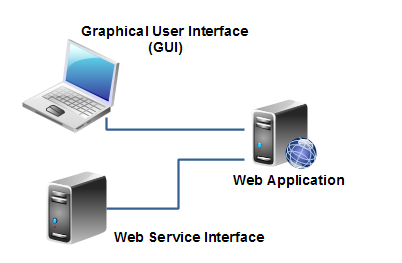 Graphical User Interface
(GUI)
Web Application
Web Service Interface